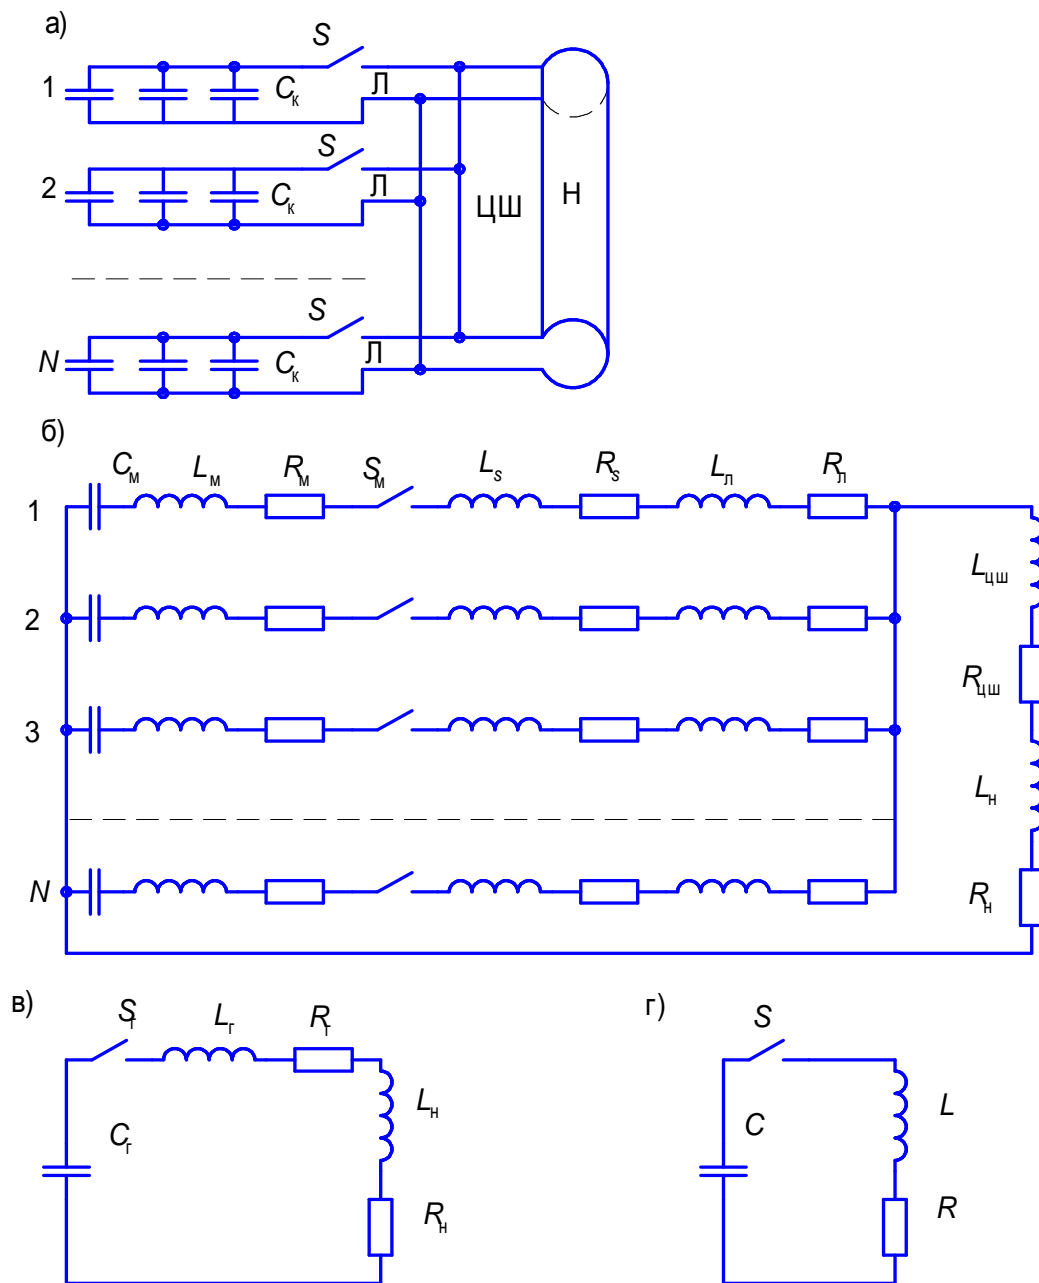 а)
S
1
Cк
Л
S
2
Cк
Л
ЦШ
Н
S
N
Cк
Л
б)
Cм Lм Rм Sм Ls Rs Lл Rл
1
Lцш
2
Rцш
3
Lн
N
Rн
в)
Sг Lг Rг
Lн
Cг
Rн
г)
S
L
C
R